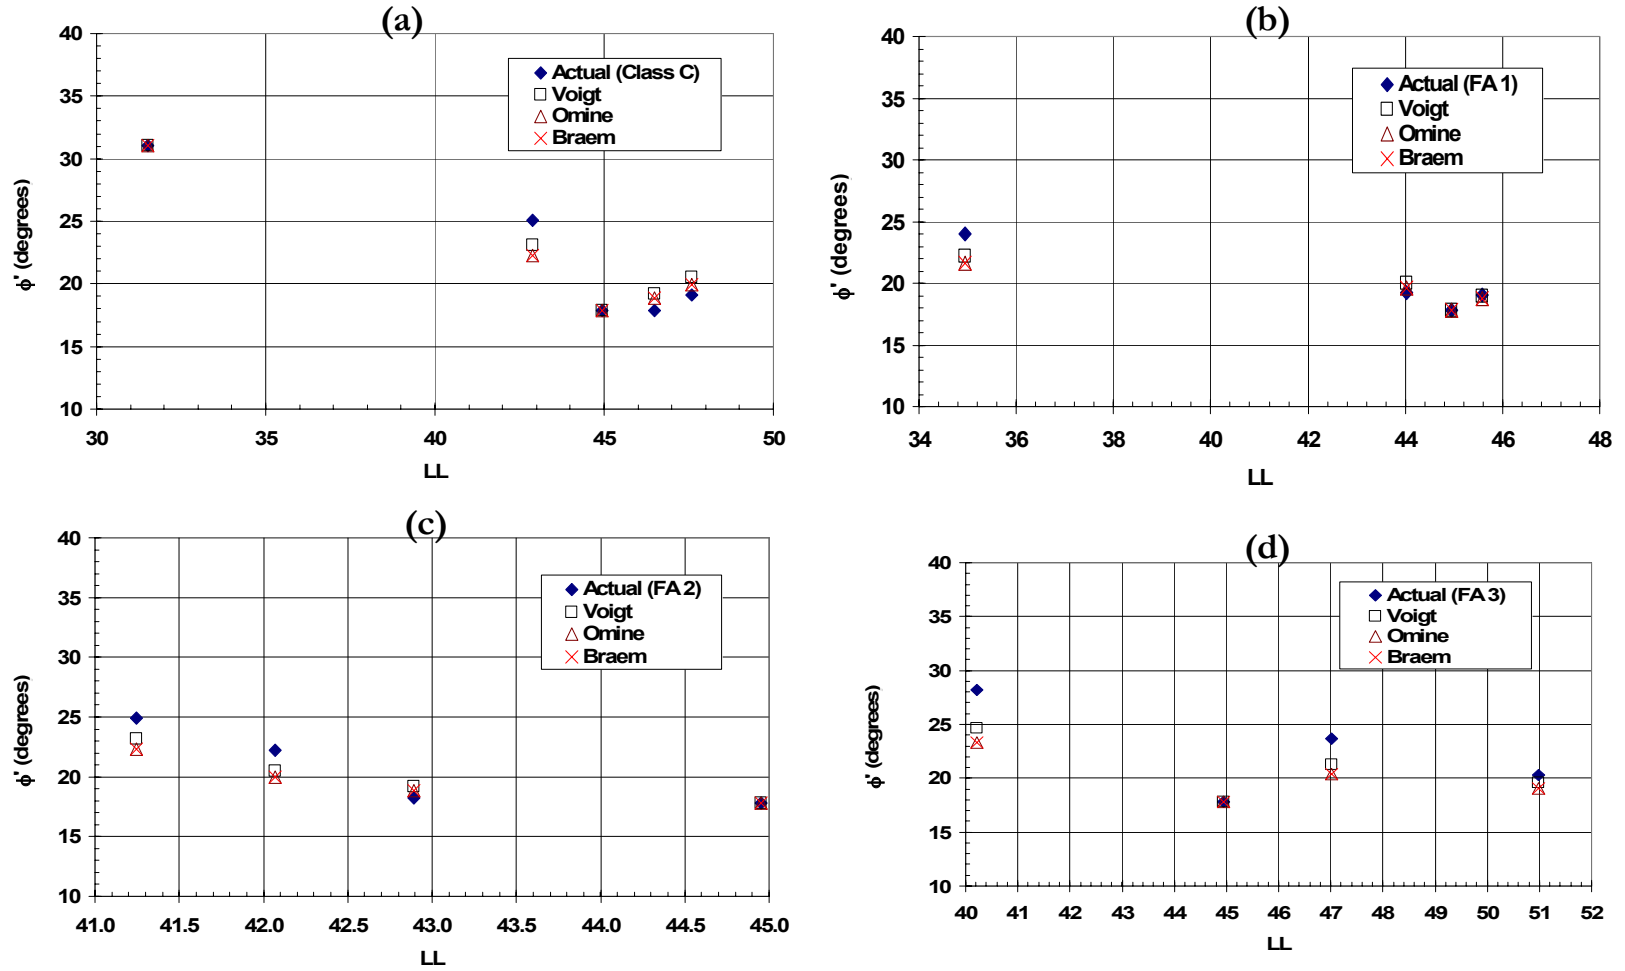 (a)
40
35
30
25
20
15
10
ϕ' (degrees)
Actual (Class C)
Voigt
Omine
Braem
30 35 40 45 50
LL
(b)
40
35
30
25
20
15
10
ϕ' (degrees)
Actual (FA 1)
Voigt
Omine
Braem
34 36 38 40 42 44 46 48
LL
(c)
40
35
30
25
20
15
10
ϕ' (degrees)
Actual (FA 2)
Voigt
Omine
Braem
41.0 41.5 42.0 42.5 43.0 43.5 44.0 44.5 45.0
LL
(d)
40
35
30
25
20
15
10
ϕ' (degrees)
Actual (FA 3)
Voigt
Omine
Braem
40 41 42 43 44 45 46 47 48 49 50 51 52
LL